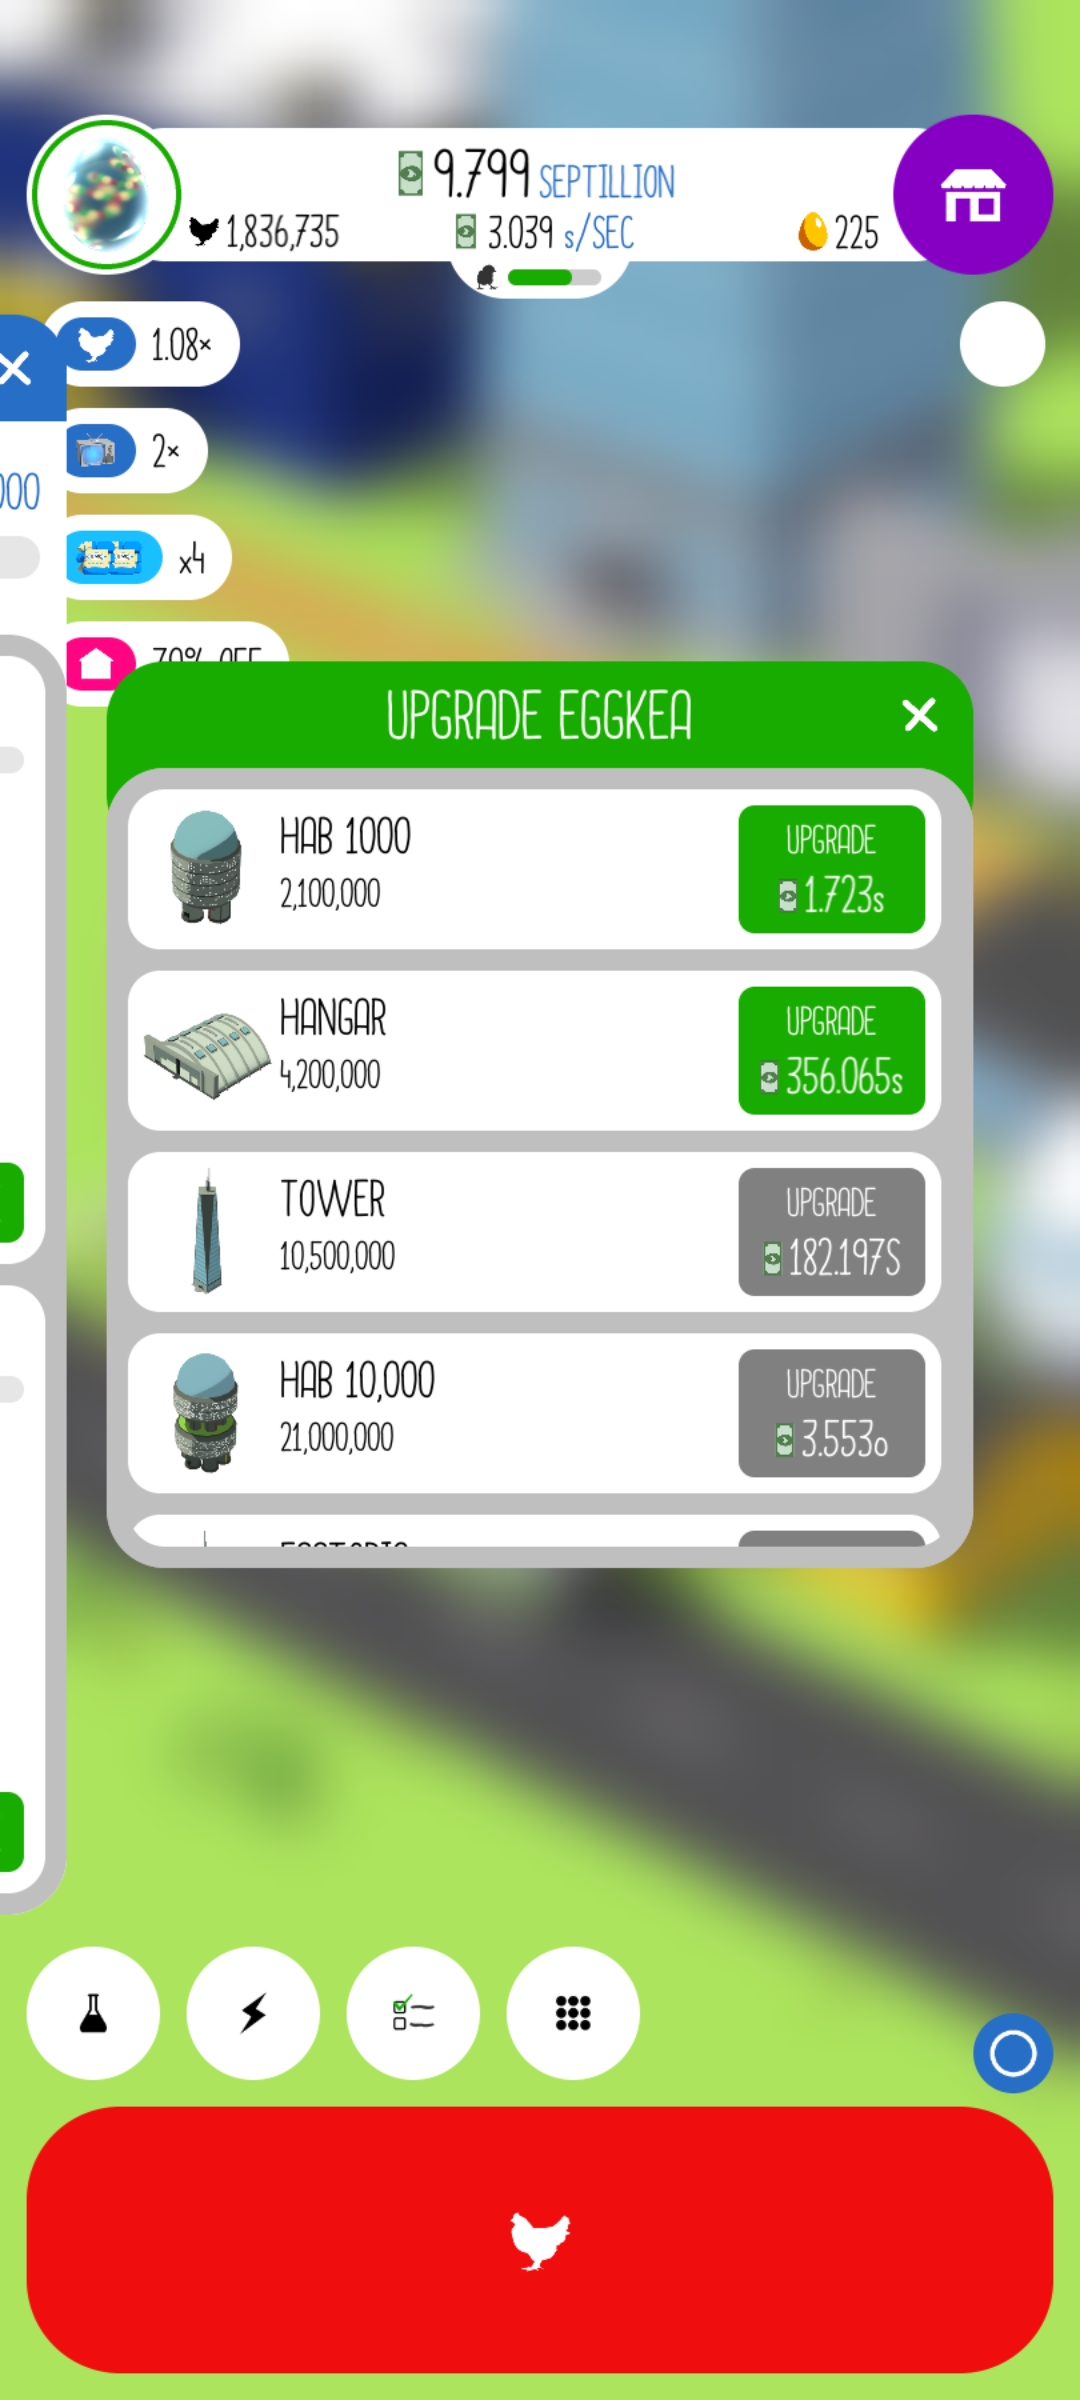 9.799 SEPTILLION
1,836,735
3.039 s/SEC
225
1.08×
2×
000
x4
70% OFF
UPGRADE EGGKEA
HAB 1000
2,100,000
UPGRADE
1.723s
HANGAR
4,200,000
UPGRADE
356.065s
TOWER
10,500,000
UPGRADE
182.197S
HAB 10,000
21,000,000
UPGRADE
3.553o